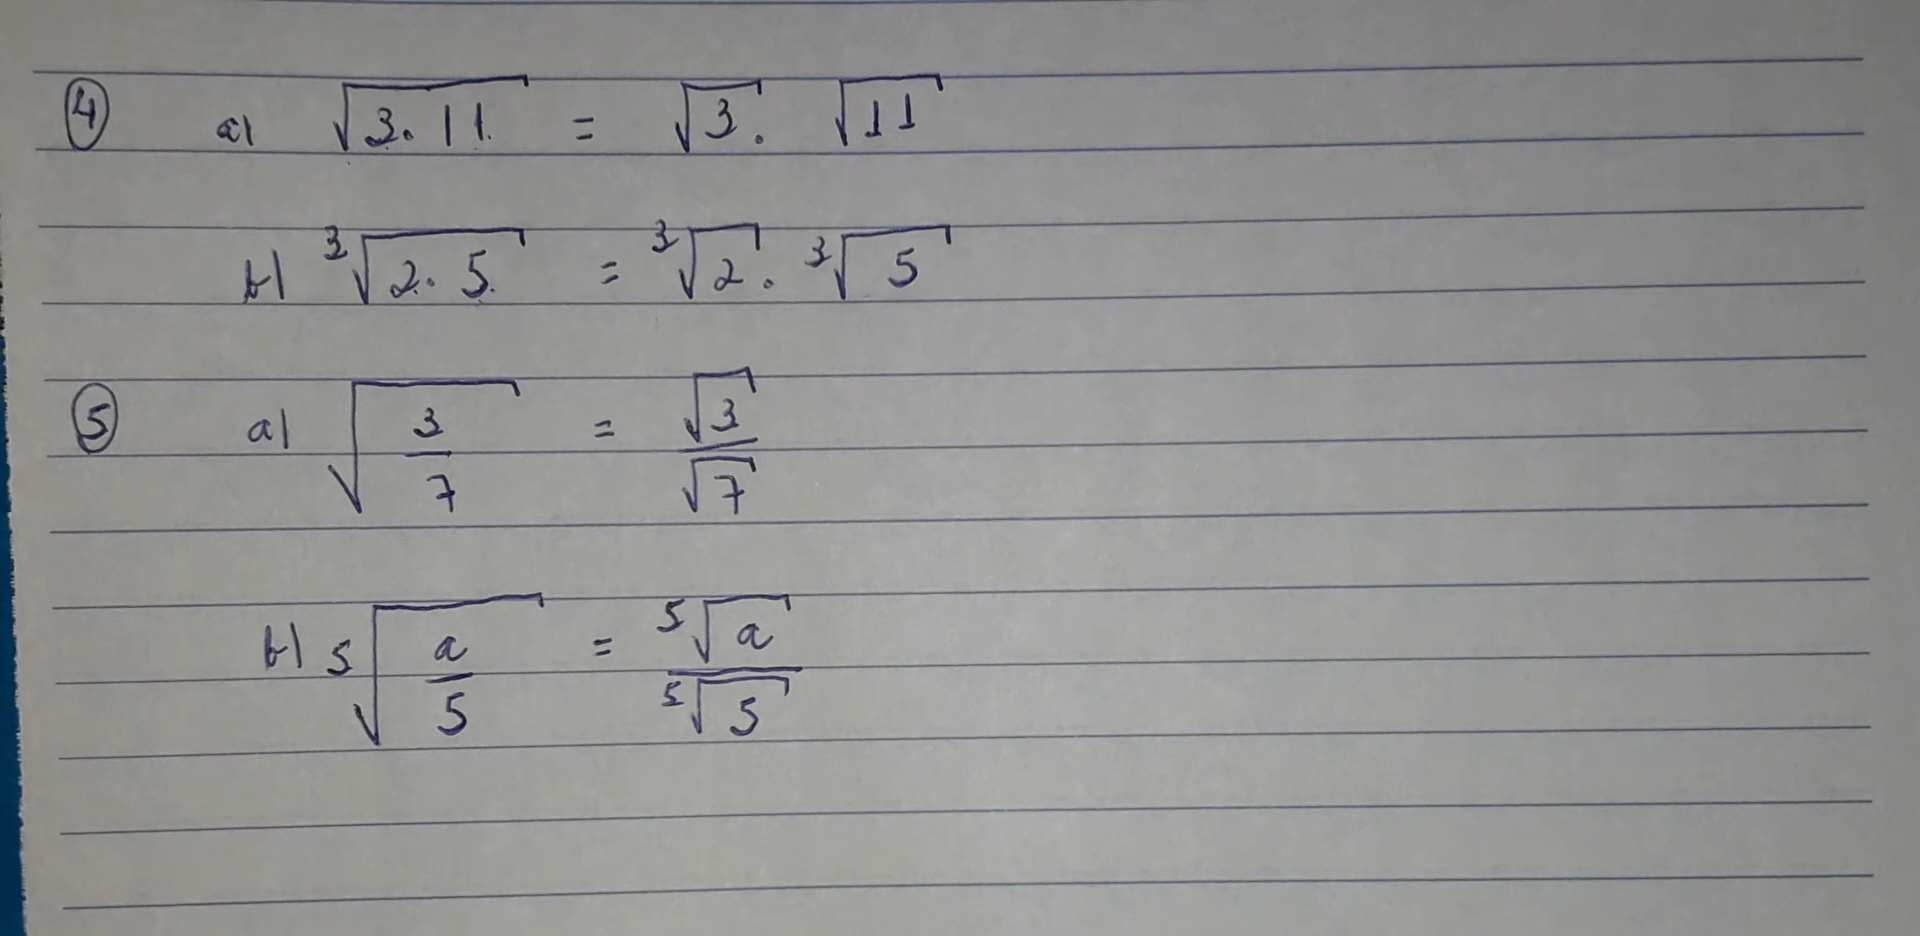 ④ a) √3.11 = √3 . √11
b) ³√2.5 = ³√2 . ³√5
⑤ a) √(3/7) = √3/√7
b) ⁵√(a/5) = ⁵√a/⁵√5